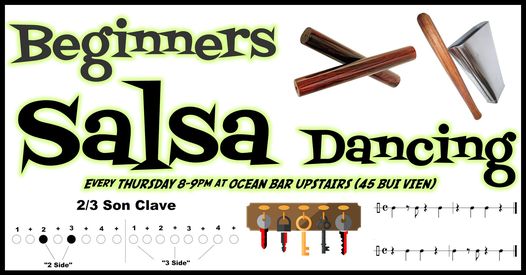 Beginners
Salsa Dancing
EVERY THURSDAY 8-9PM AT OCEAN BAR UPSTAIRS (45 BUI VIEN)
2/3 Son Clave
1 + 2 + 3 + 4 + 1 + 2 + 3 + 4 +
"2 Side" "3 Side"